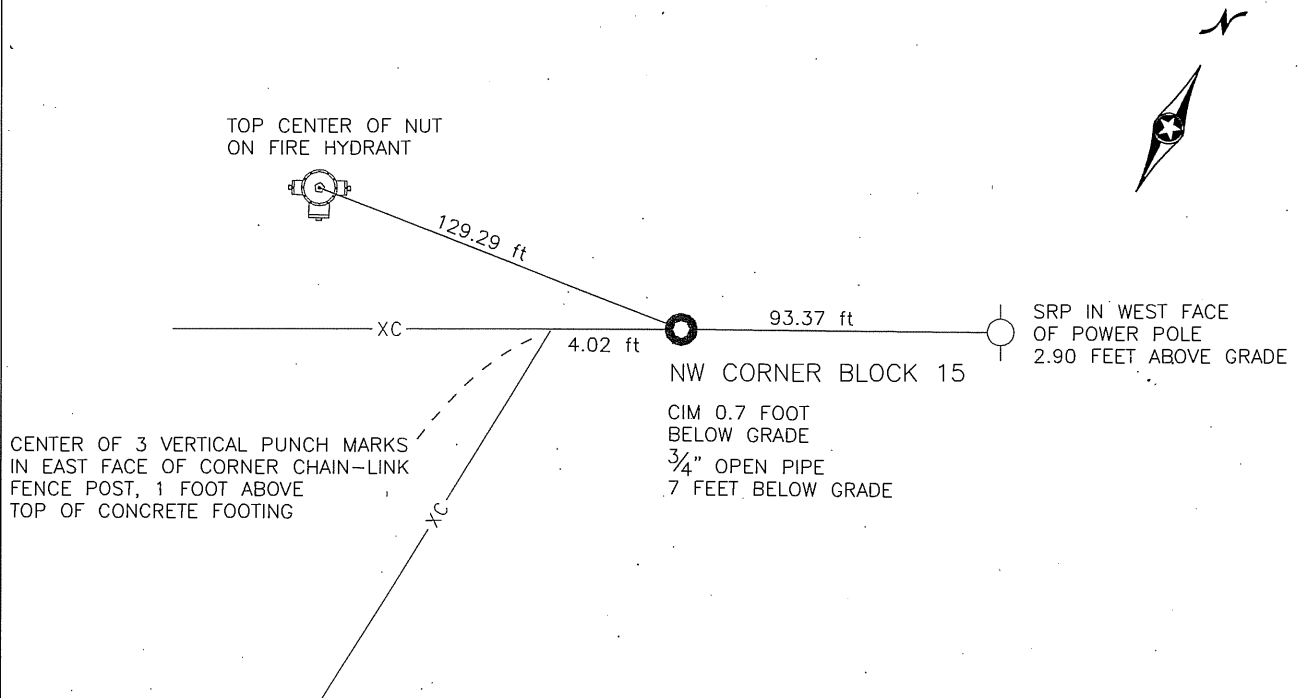 N
TOP CENTER OF NUT
ON FIRE HYDRANT
129.29 ft
XC
4.02 ft
93.37 ft
SRP IN WEST FACE
OF POWER POLE
2.90 FEET ABOVE GRADE
NW CORNER BLOCK 15
CIM 0.7 FOOT
BELOW GRADE
3/4" OPEN PIPE
7 FEET BELOW GRADE
CENTER OF 3 VERTICAL PUNCH MARKS
IN EAST FACE OF CORNER CHAIN-LINK
FENCE POST, 1 FOOT ABOVE
TOP OF CONCRETE FOOTING
XC